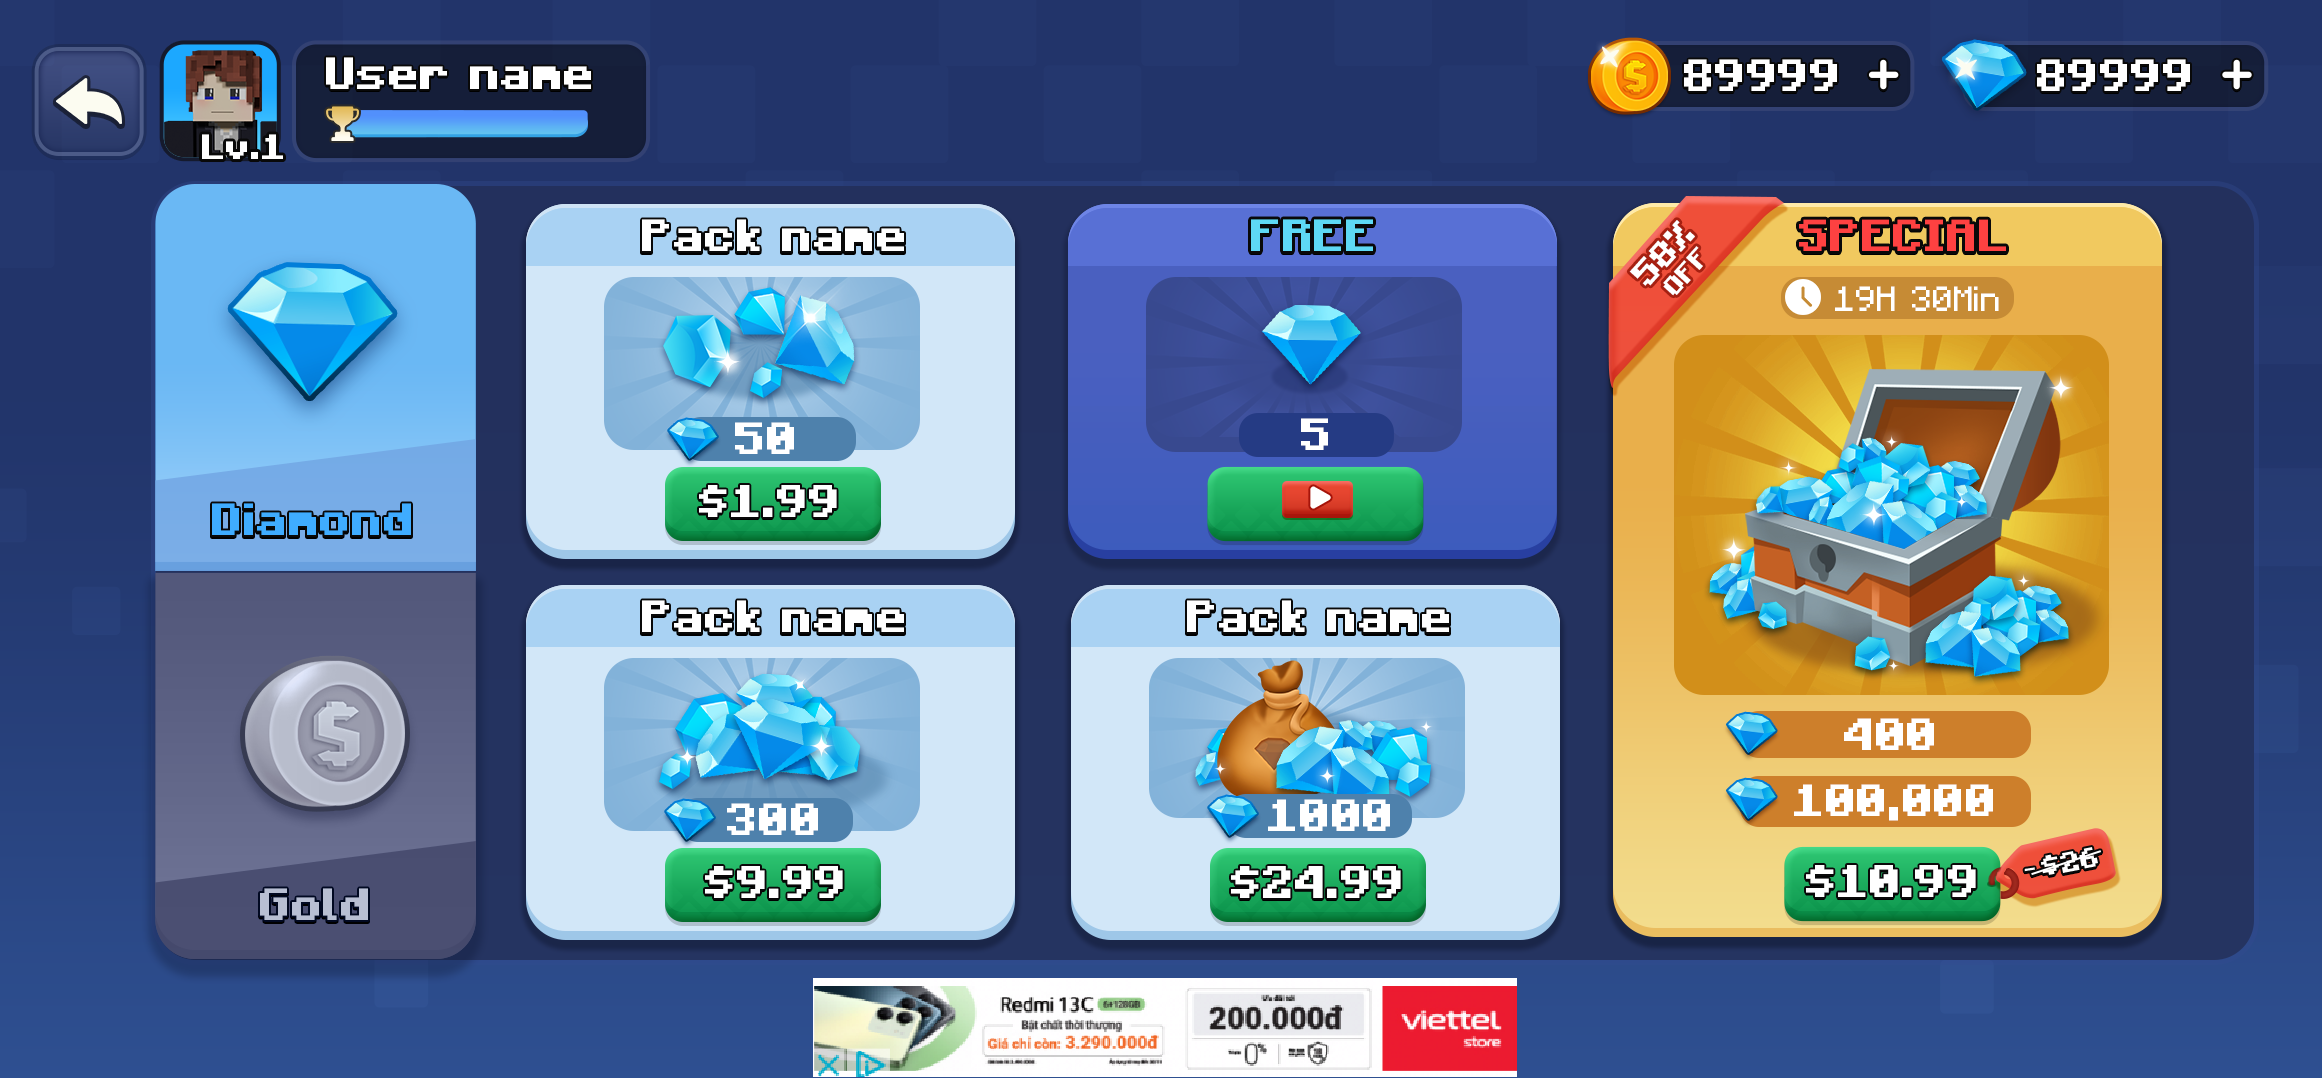 User name
Lv.1
89999 +
89999 +
Diamond
Gold
Pack name
50
$1.99
FREE
5
Pack name
300
$9.99
Pack name
1000
$24.99
58% OFF
SPECIAL
19H 30Min
400
100,000
$10.99
$26
Redmi 13C 6+128GB
Bật chất thời thượng
Giá chỉ còn: 3.290.000đ
Ưu đãi tới
200.000đ
0%
viettel
store